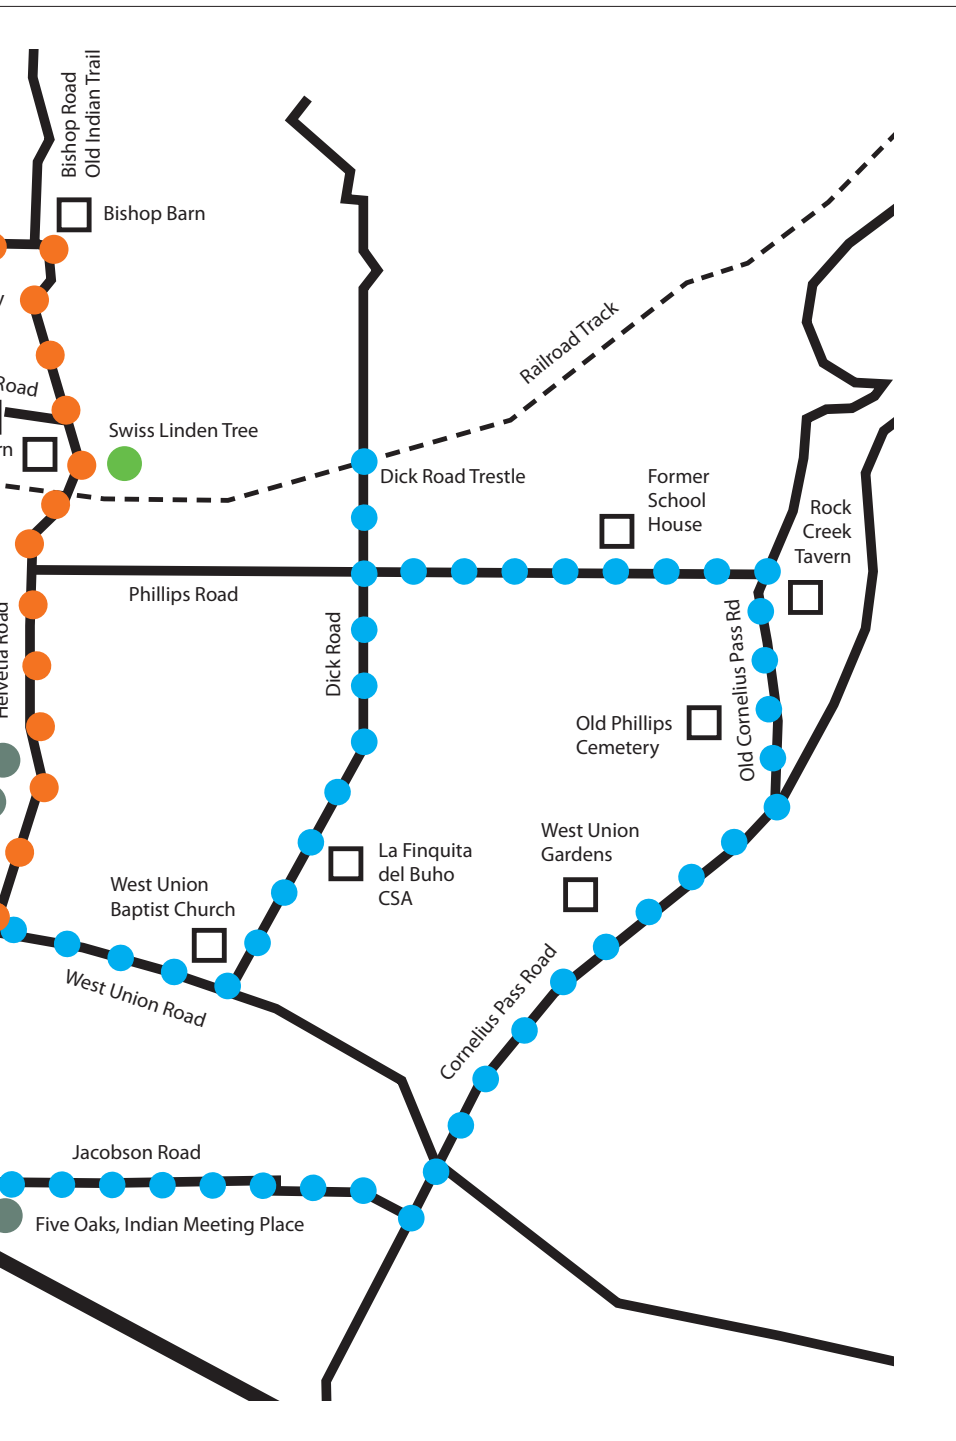 Bishop Road
Old Indian Trail
Bishop Barn
Railroad Track
Road
Swiss Linden Tree
Dick Road Trestle
Former
School
House
Rock
Creek
Tavern
Phillips Road
Dick Road
Helvetia Road
Old Cornelius Pass Rd
Old Phillips
Cemetery
West Union
Gardens
La Finquita
del Buho
CSA
West Union
Baptist Church
West Union Road
Cornelius Pass Road
Jacobson Road
Five Oaks, Indian Meeting Place